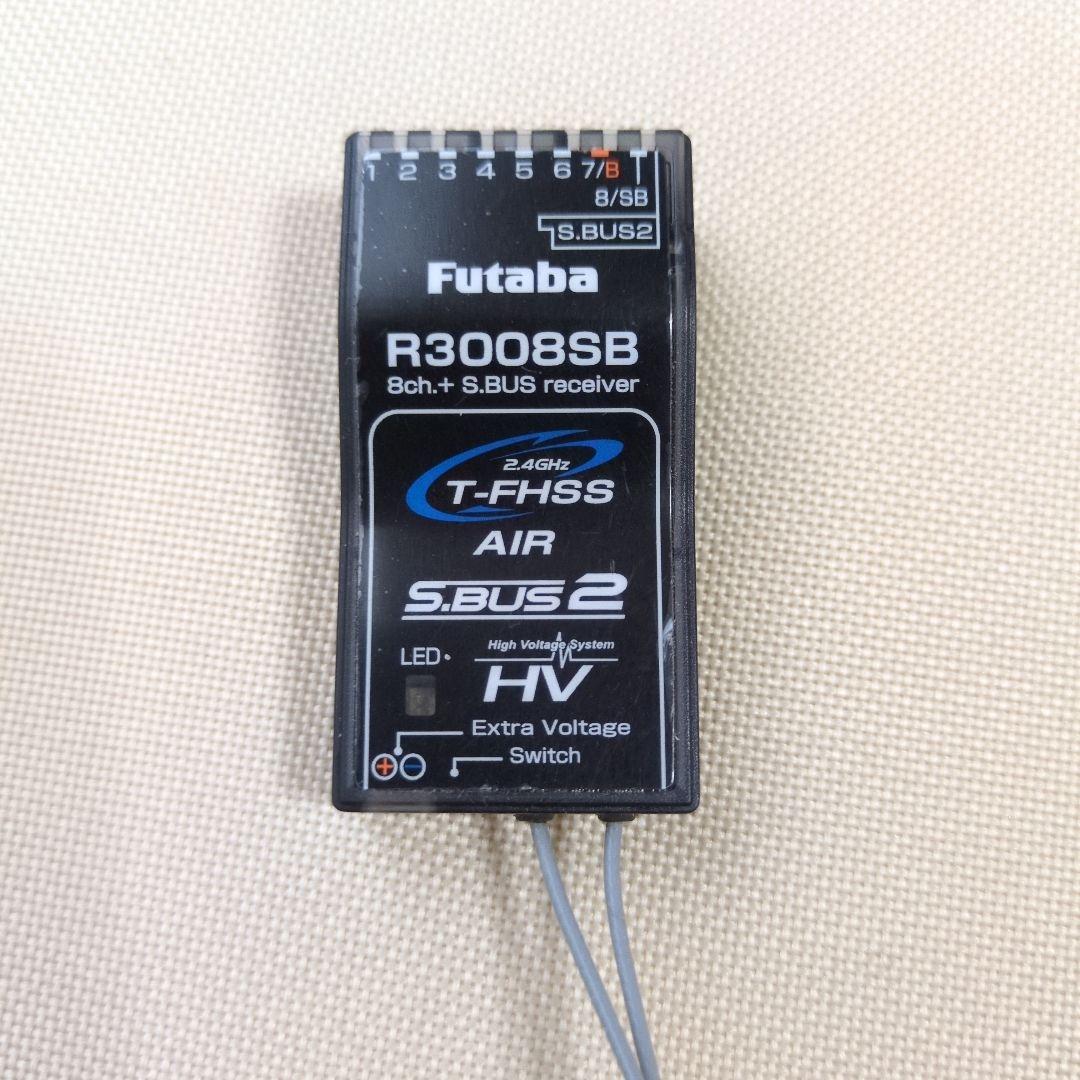 1 2 3 4 5 6 7/B
8/SB
S.BUS2
Futaba
R3008SB
8ch.+ S.BUS receiver
2.4GHz
T-FHSS
AIR
S.BUS2
High Voltage System
LED
HV
Extra Voltage
Switch
+ −